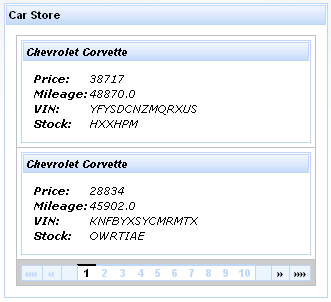 Car Store
Chevrolet Corvette
Price: 38717
Mileage: 48870.0
VIN: YFYSDCNZMQRXUS
Stock: HXXHPM
Chevrolet Corvette
Price: 28834
Mileage: 45902.0
VIN: KNFBYXSYCMRMTX
Stock: OWRTIAE
«« « 1 2 3 4 5 6 7 8 9 10 » »»